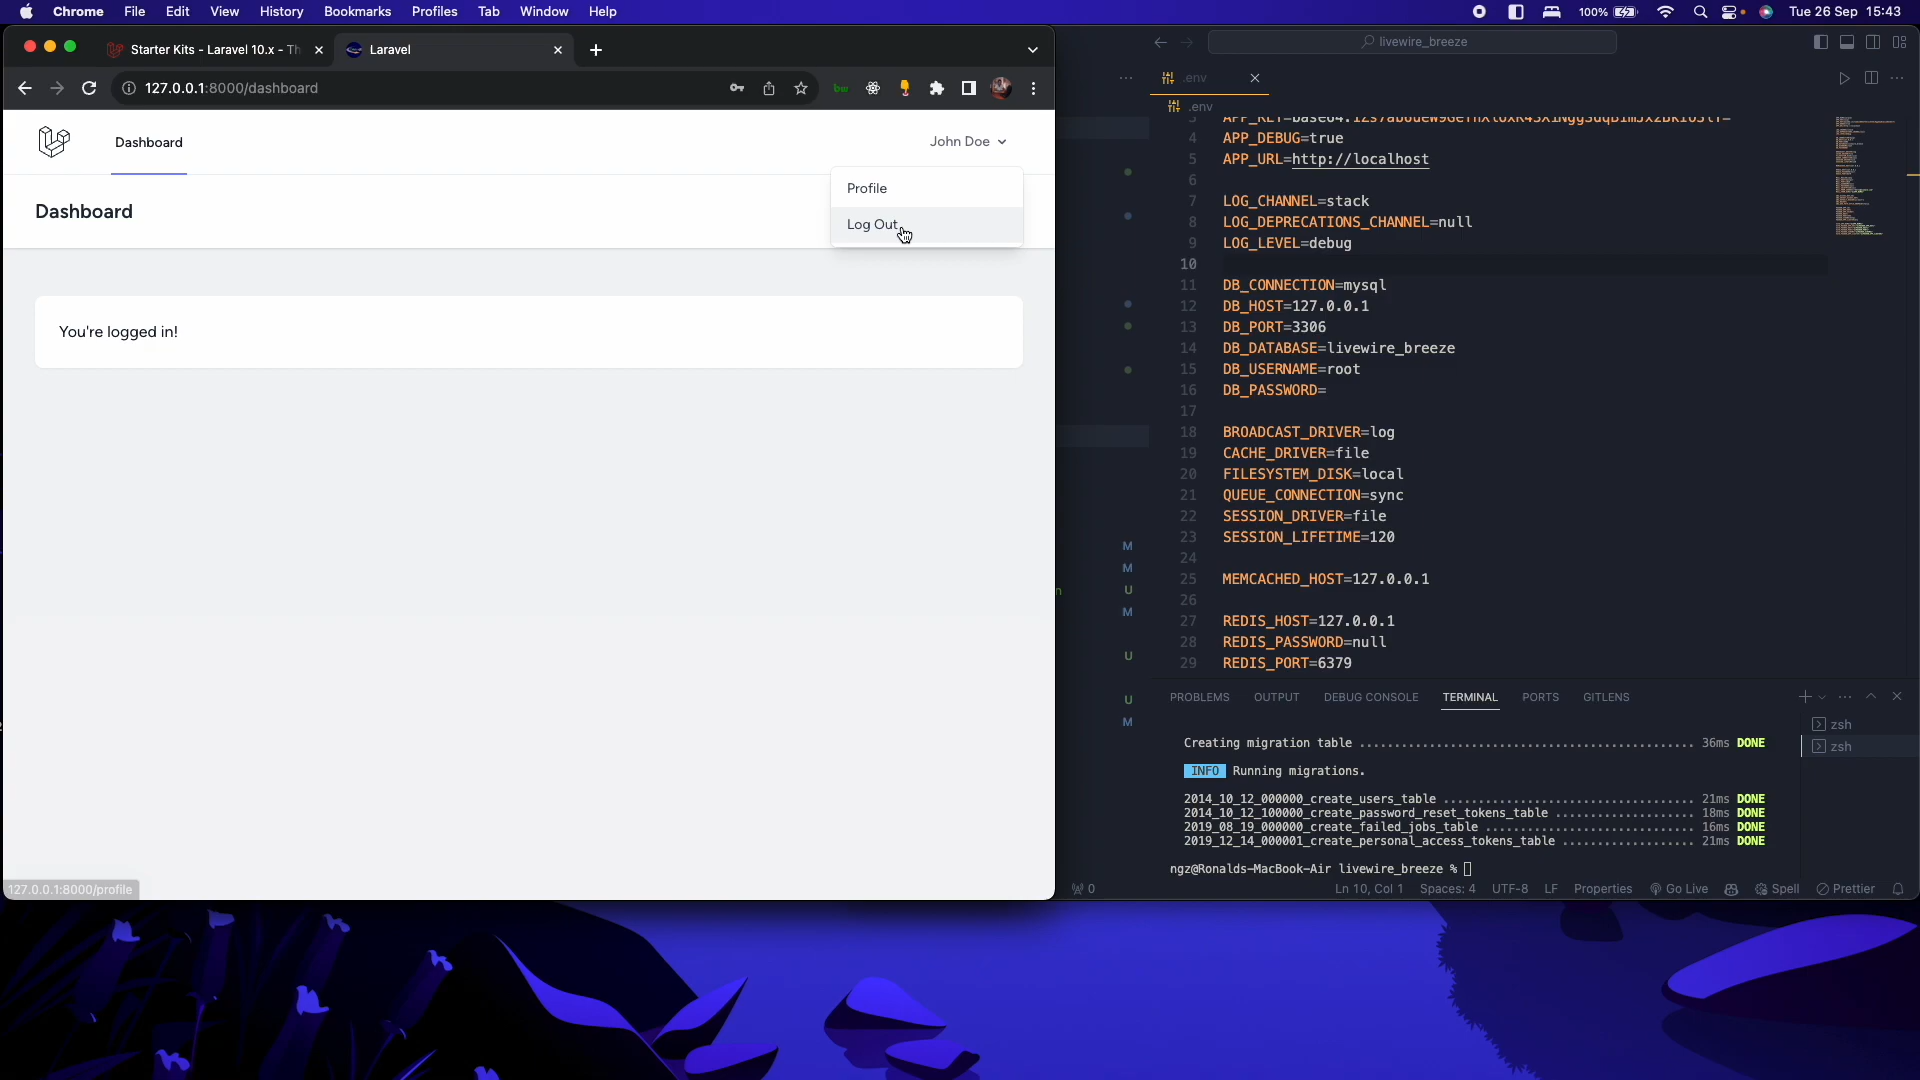 Chrome File Edit View History Bookmarks Profiles Tab Window Help
100% Tue 26 Sep 15:43
Starter Kits - Laravel 10.x - Th
Laravel
127.0.0.1:8000/dashboard
bw
Dashboard
John Doe
Profile
Log Out
Dashboard
You're logged in!
127.0.0.1:8000/profile
livewire_breeze
.env
.env
4 APP_DEBUG=true
5 APP_URL=http://localhost
6
7 LOG_CHANNEL=stack
8 LOG_DEPRECATIONS_CHANNEL=null
9 LOG_LEVEL=debug
10
11 DB_CONNECTION=mysql
12 DB_HOST=127.0.0.1
13 DB_PORT=3306
14 DB_DATABASE=livewire_breeze
15 DB_USERNAME=root
16 DB_PASSWORD=
17
18 BROADCAST_DRIVER=log
19 CACHE_DRIVER=file
20 FILESYSTEM_DISK=local
21 QUEUE_CONNECTION=sync
22 SESSION_DRIVER=file
23 SESSION_LIFETIME=120
24
25 MEMCACHED_HOST=127.0.0.1
26
27 REDIS_HOST=127.0.0.1
28 REDIS_PASSWORD=null
29 REDIS_PORT=6379
M
M
U
M
U
U
M
PROBLEMS OUTPUT DEBUG CONSOLE TERMINAL PORTS GITLENS
zsh
zsh
Creating migration table ................................................ 36ms DONE
INFO Running migrations.
2014_10_12_000000_create_users_table .................................... 21ms DONE
2014_10_12_100000_create_password_reset_tokens_table .................... 18ms DONE
2019_08_19_000000_create_failed_jobs_table .............................. 16ms DONE
2019_12_14_000001_create_personal_access_tokens_table ................... 21ms DONE
ngz@Ronalds-MacBook-Air livewire_breeze %
0 Ln 10, Col 1 Spaces: 4 UTF-8 LF Properties Go Live Spell Prettier